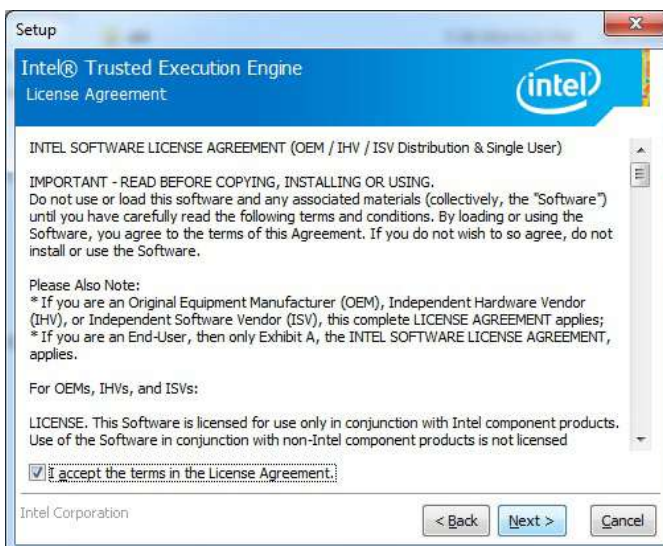 Setup
Intel® Trusted Execution Engine
License Agreement
intel
INTEL SOFTWARE LICENSE AGREEMENT (OEM / IHV / ISV Distribution & Single User)
IMPORTANT - READ BEFORE COPYING, INSTALLING OR USING.
Do not use or load this software and any associated materials (collectively, the "Software")
until you have carefully read the following terms and conditions. By loading or using the
Software, you agree to the terms of this Agreement. If you do not wish to so agree, do not
install or use the Software.
Please Also Note:
* If you are an Original Equipment Manufacturer (OEM), Independent Hardware Vendor
(IHV), or Independent Software Vendor (ISV), this complete LICENSE AGREEMENT applies;
* If you are an End-User, then only Exhibit A, the INTEL SOFTWARE LICENSE AGREEMENT,
applies.
For OEMs, IHVs, and ISVs:
LICENSE. This Software is licensed for use only in conjunction with Intel component products.
Use of the Software in conjunction with non-Intel component products is not licensed
I accept the terms in the License Agreement.
Intel Corporation
< Back Next > Cancel